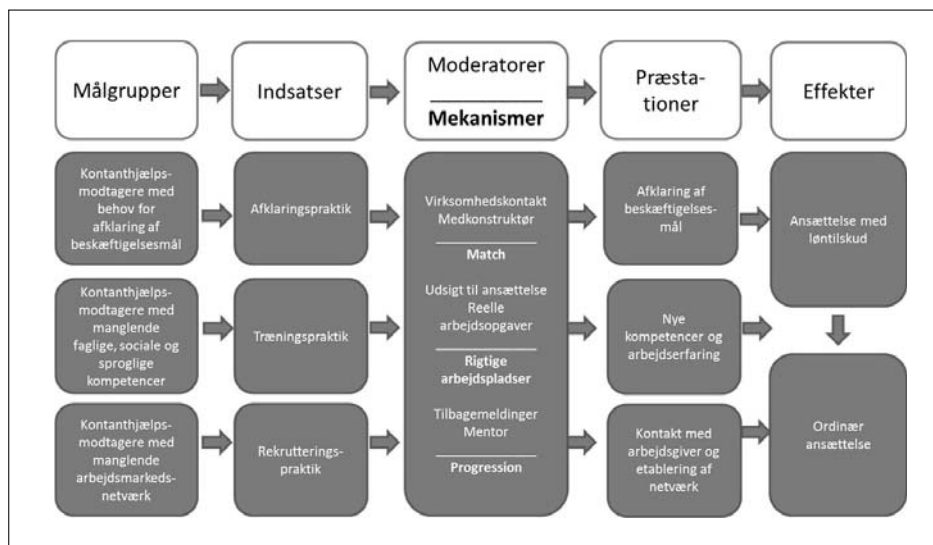 Målgrupper
Indsatser
Moderatorer
Mekanismer
Præsta-
tioner
Effekter
Kontanthjælps-
modtagere med
behov for
afklaring af
beskæftigelsesmål
Afklaringspraktik
Virksomhedskontakt
Medkonstruktør
Match
Afklaring af
beskæftigelses-
mål
Ansættelse med
løntilskud
Kontanthjælps-
modtagere med
manglende
faglige, sociale og
sproglige
kompetencer
Træningspraktik
Udsigt til ansættelse
Reelle
arbejdsopgaver
Rigtige
arbejdspladser
Nye
kompetencer og
arbejdserfaring
Kontanthjælps-
modtagere med
manglende
arbejdsmarkeds-
netværk
Rekrutterings-
praktik
Tilbagemeldinger
Mentor
Progression
Kontakt med
arbejdsgiver og
etablering af
netværk
Ordinær
ansættelse